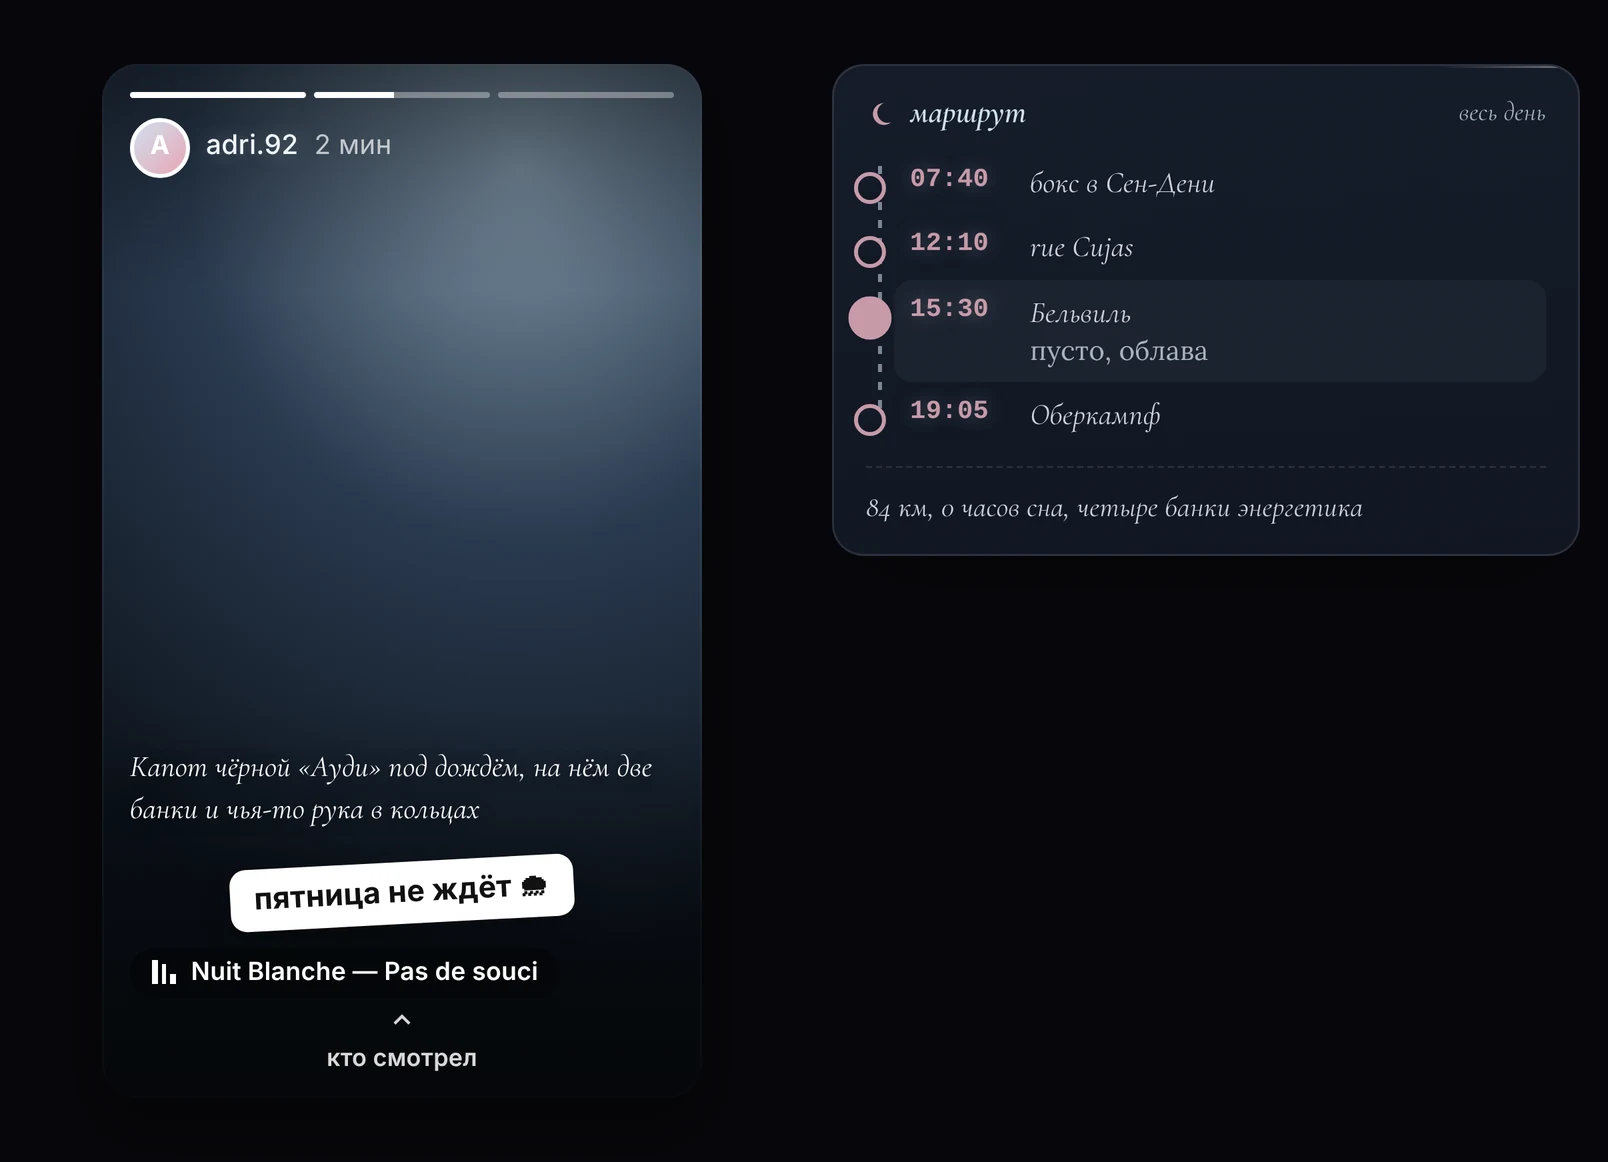 A
adri.92 2 мин
Капот чёрной «Ауди» под дождём, на нём две
банки и чья-то рука в кольцах
пятница не ждёт 🌧
Nuit Blanche — Pas de souci
кто смотрел
маршрут
весь день
07:40 бокс в Сен-Дени
12:10 rue Cujas
15:30 Бельвиль
пусто, облава
19:05 Оберкампф
84 км, 0 часов сна, четыре банки энергетика